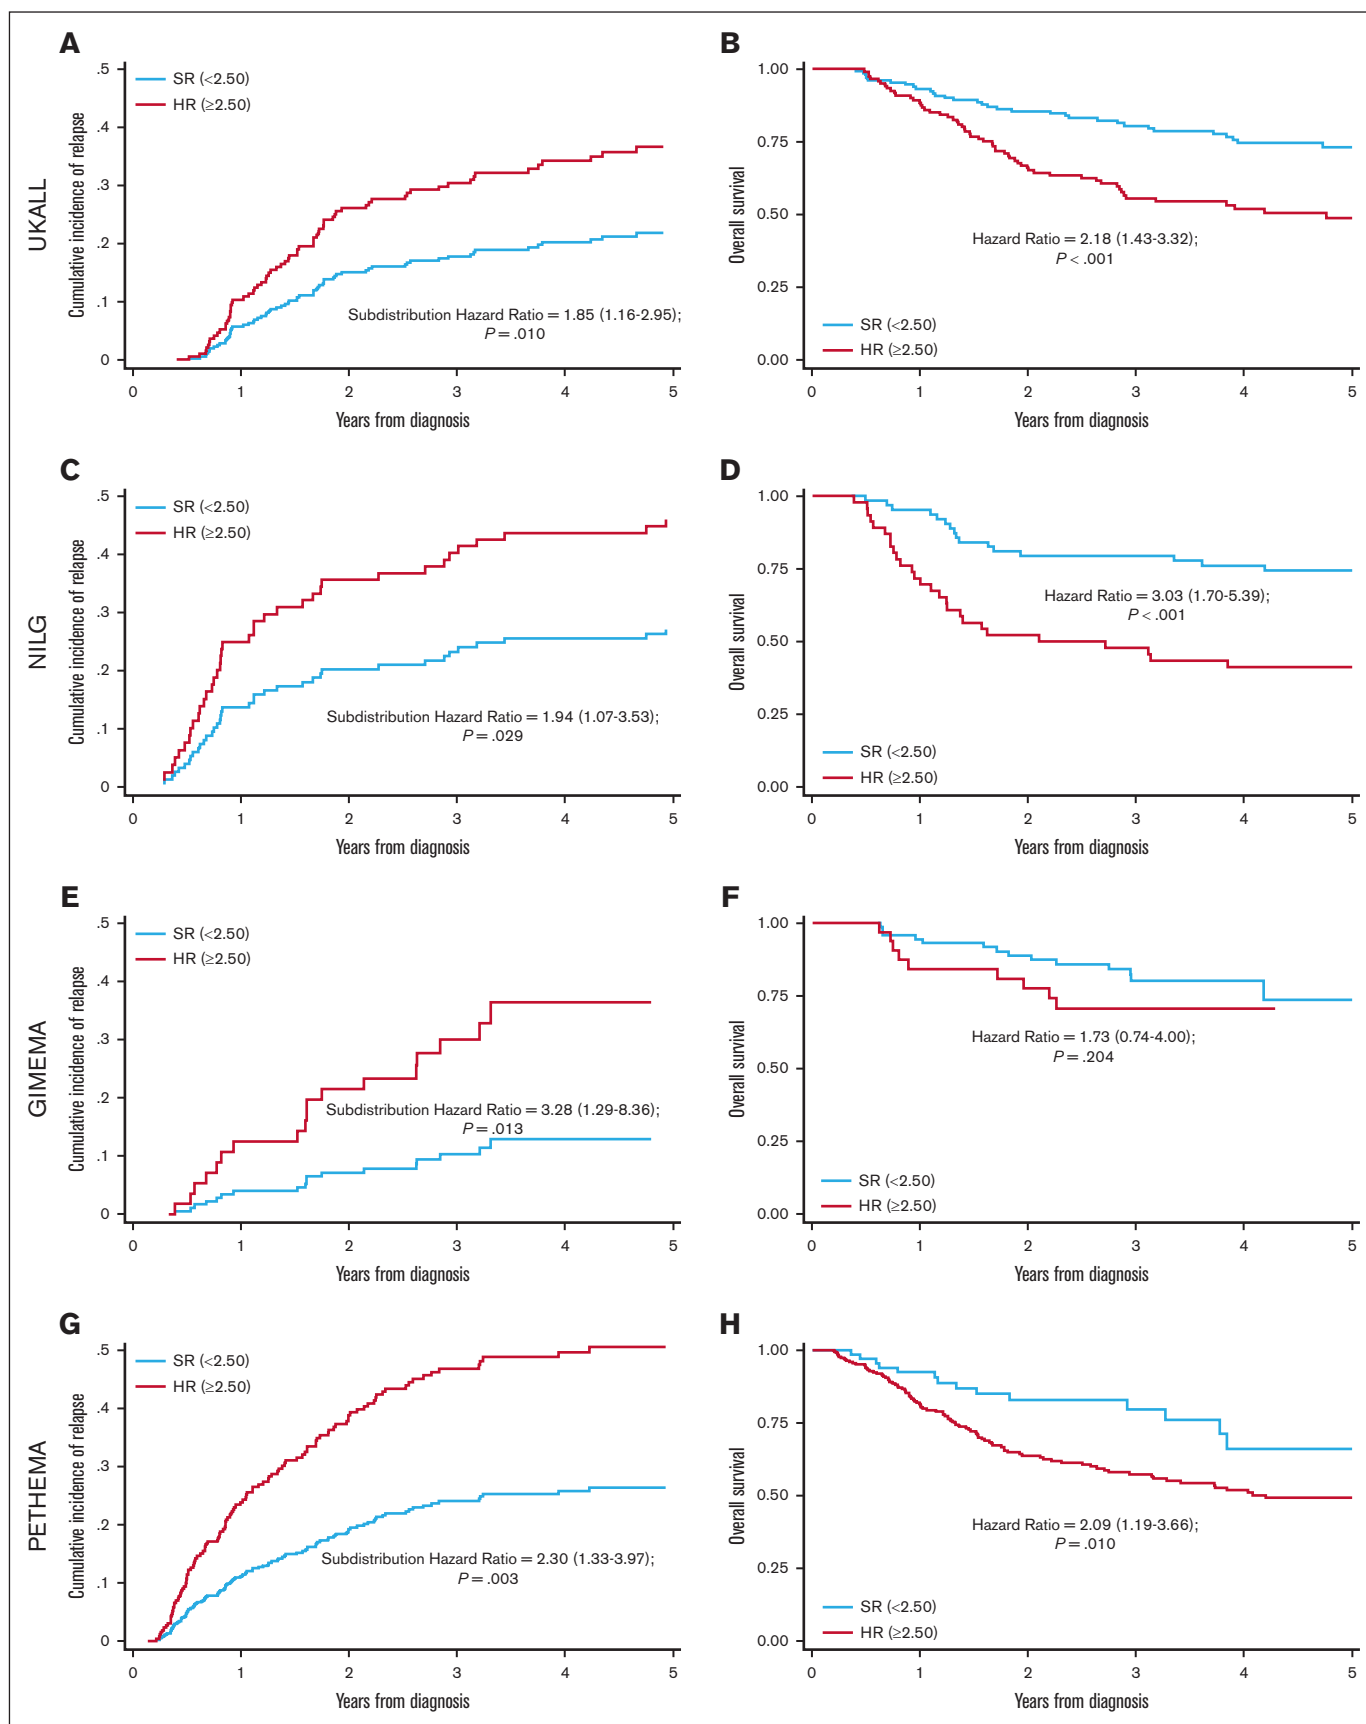 A
.5
.4
.3
.2
.1
0
Cumulative incidence of relapse
SR (<2.50)
HR (≥2.50)
Subdistribution Hazard Ratio = 1.85 (1.16-2.95);
P = .010
0 1 2 3 4 5
Years from diagnosis
UKALL
B
1.00
0.75
0.50
0.25
0.00
Overall survival
Hazard Ratio = 2.18 (1.43-3.32);
P < .001
SR (<2.50)
HR (≥2.50)
0 1 2 3 4 5
Years from diagnosis
C
.5
.4
.3
.2
.1
0
Cumulative incidence of relapse
SR (<2.50)
HR (≥2.50)
Subdistribution Hazard Ratio = 1.94 (1.07-3.53);
P = .029
0 1 2 3 4 5
Years from diagnosis
NILG
D
1.00
0.75
0.50
0.25
0.00
Overall survival
Hazard Ratio = 3.03 (1.70-5.39);
P < .001
SR (<2.50)
HR (≥2.50)
0 1 2 3 4 5
Years from diagnosis
E
.5
.4
.3
.2
.1
0
Cumulative incidence of relapse
SR (<2.50)
HR (≥2.50)
Subdistribution Hazard Ratio = 3.28 (1.29-8.36);
P = .013
0 1 2 3 4 5
Years from diagnosis
GIMEMA
F
1.00
0.75
0.50
0.25
0.00
Overall survival
Hazard Ratio = 1.73 (0.74-4.00);
P = .204
SR (<2.50)
HR (≥2.50)
0 1 2 3 4 5
Years from diagnosis
G
.5
.4
.3
.2
.1
0
Cumulative incidence of relapse
SR (<2.50)
HR (≥2.50)
Subdistribution Hazard Ratio = 2.30 (1.33-3.97);
P = .003
0 1 2 3 4 5
Years from diagnosis
PETHEMA
H
1.00
0.75
0.50
0.25
0.00
Overall survival
Hazard Ratio = 2.09 (1.19-3.66);
P = .010
SR (<2.50)
HR (≥2.50)
0 1 2 3 4 5
Years from diagnosis